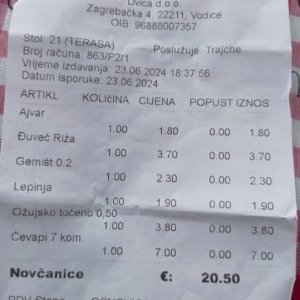 Dvica d.o.o.
Zagrebačka 4, 22211, Vodice
OIB: 96888007357
Stol: 21 (TERASA)
Broj računa: 863/P2/1 Poslužuje: Trajche
Vrijeme izdavanja: 23.06.2024 18:37:56
Datum isporuke: 23.06.2024
ARTIKL KOLIČINA CIJENA POPUST IZNOS
Ajvar
1.00 1.80 0.00 1.80
Đuveč Riža
1.00 3.70 0.00 3.70
Gemišt 0.2
1.00 2.30 0.00 2.30
Lepinja
1.00 1.90 0.00 1.90
Ožujsko točeno 0,50
1.00 3.80 0.00 3.80
Ćevapi 7 kom.
1.00 7.00 0.00 7.00
Novčanice €: 20.50